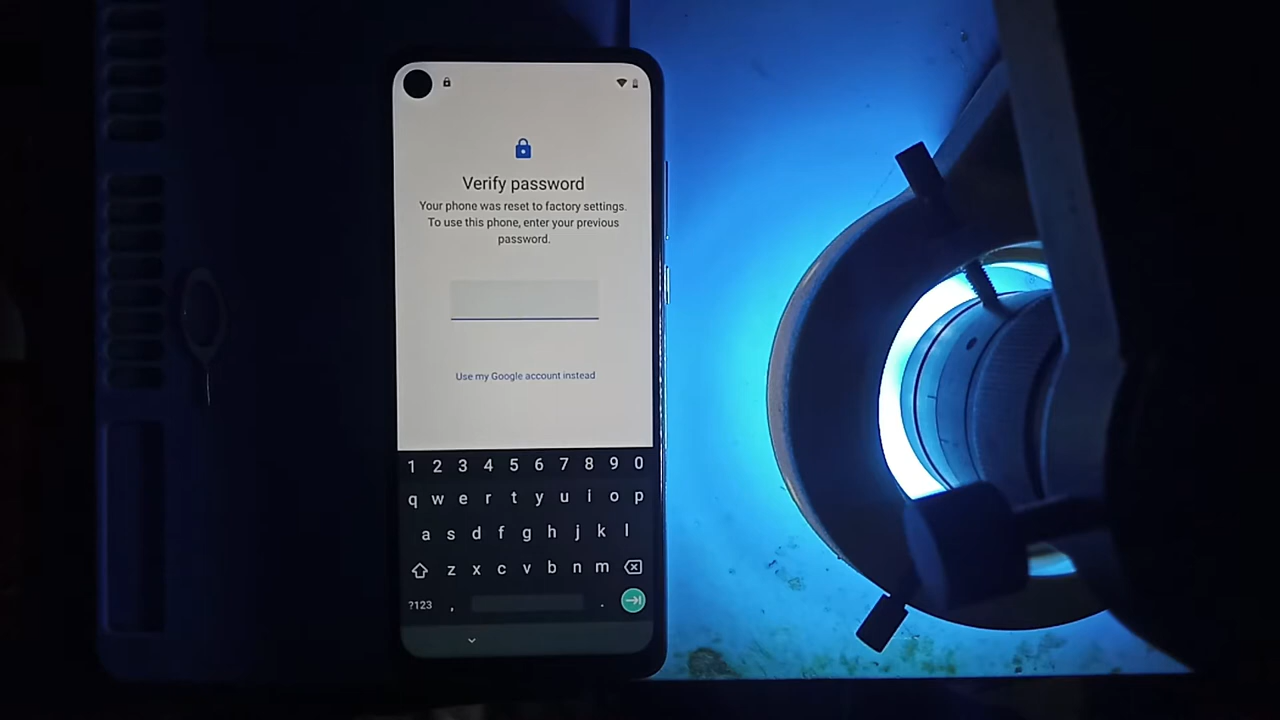 Verify password
Your phone was reset to factory settings.
To use this phone, enter your previous
password.
Use my Google account instead
1 2 3 4 5 6 7 8 9 0
q w e r t y u i o p
a s d f g h j k l
z x c v b n m
?123 , .